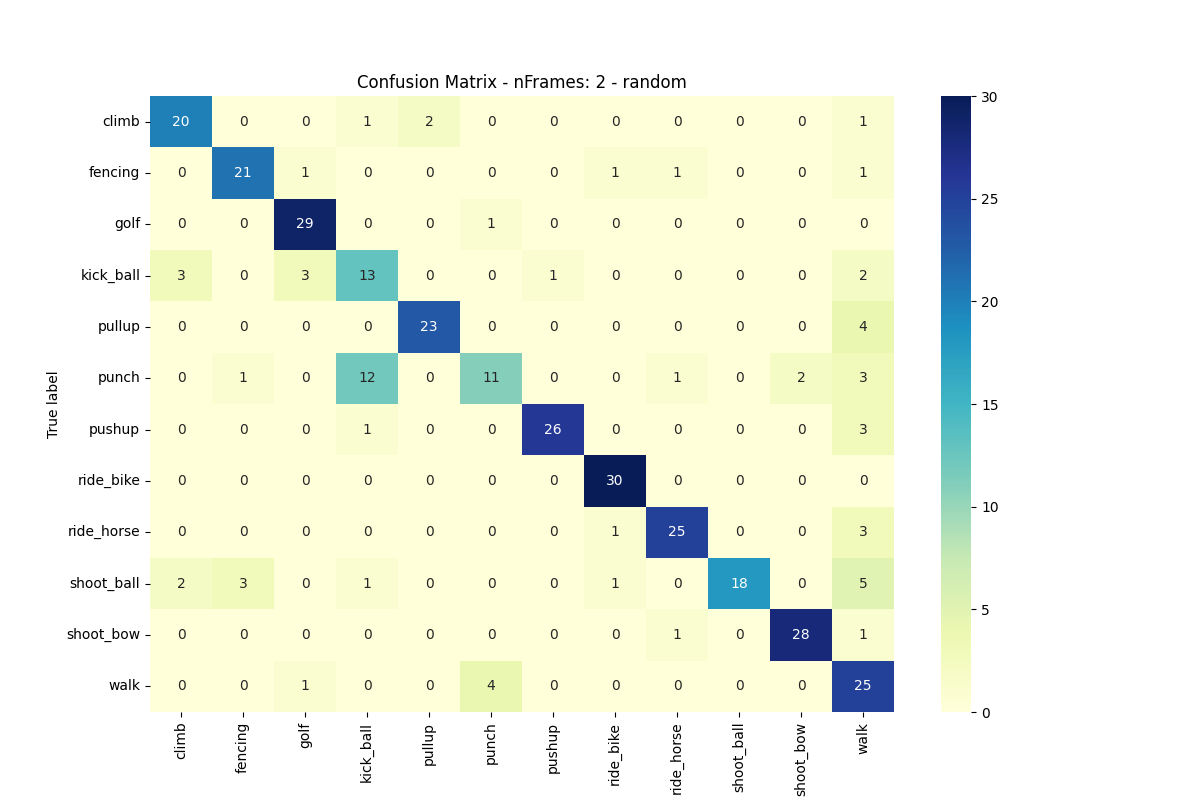 Confusion Matrix - nFrames: 2 - random
True label
climb 20 0 0 1 2 0 0 0 0 0 0 1
fencing 0 21 1 0 0 0 0 1 1 0 0 1
golf 0 0 29 0 0 1 0 0 0 0 0 0
kick_ball 3 0 3 13 0 0 1 0 0 0 0 2
pullup 0 0 0 0 23 0 0 0 0 0 0 4
punch 0 1 0 12 0 11 0 0 1 0 2 3
pushup 0 0 0 1 0 0 26 0 0 0 0 3
ride_bike 0 0 0 0 0 0 0 30 0 0 0 0
ride_horse 0 0 0 0 0 0 0 1 25 0 0 3
shoot_ball 2 3 0 1 0 0 0 1 0 18 0 5
shoot_bow 0 0 0 0 0 0 0 0 1 0 28 1
walk 0 0 1 0 0 4 0 0 0 0 0 25
climb
fencing
golf
kick_ball
pullup
punch
pushup
ride_bike
ride_horse
shoot_ball
shoot_bow
walk
30
25
20
15
10
5
0